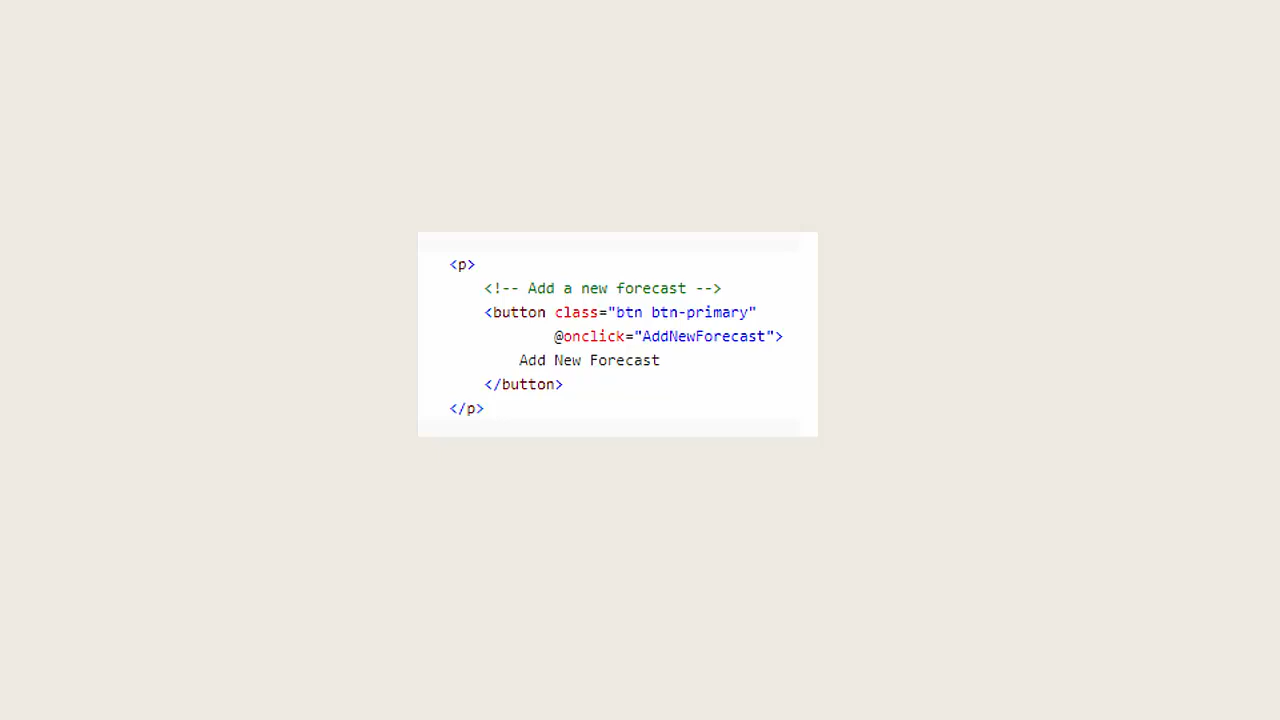 <p>
<!-- Add a new forecast -->
<button class="btn btn-primary"
@onclick="AddNewForecast">
Add New Forecast
</button>
</p>